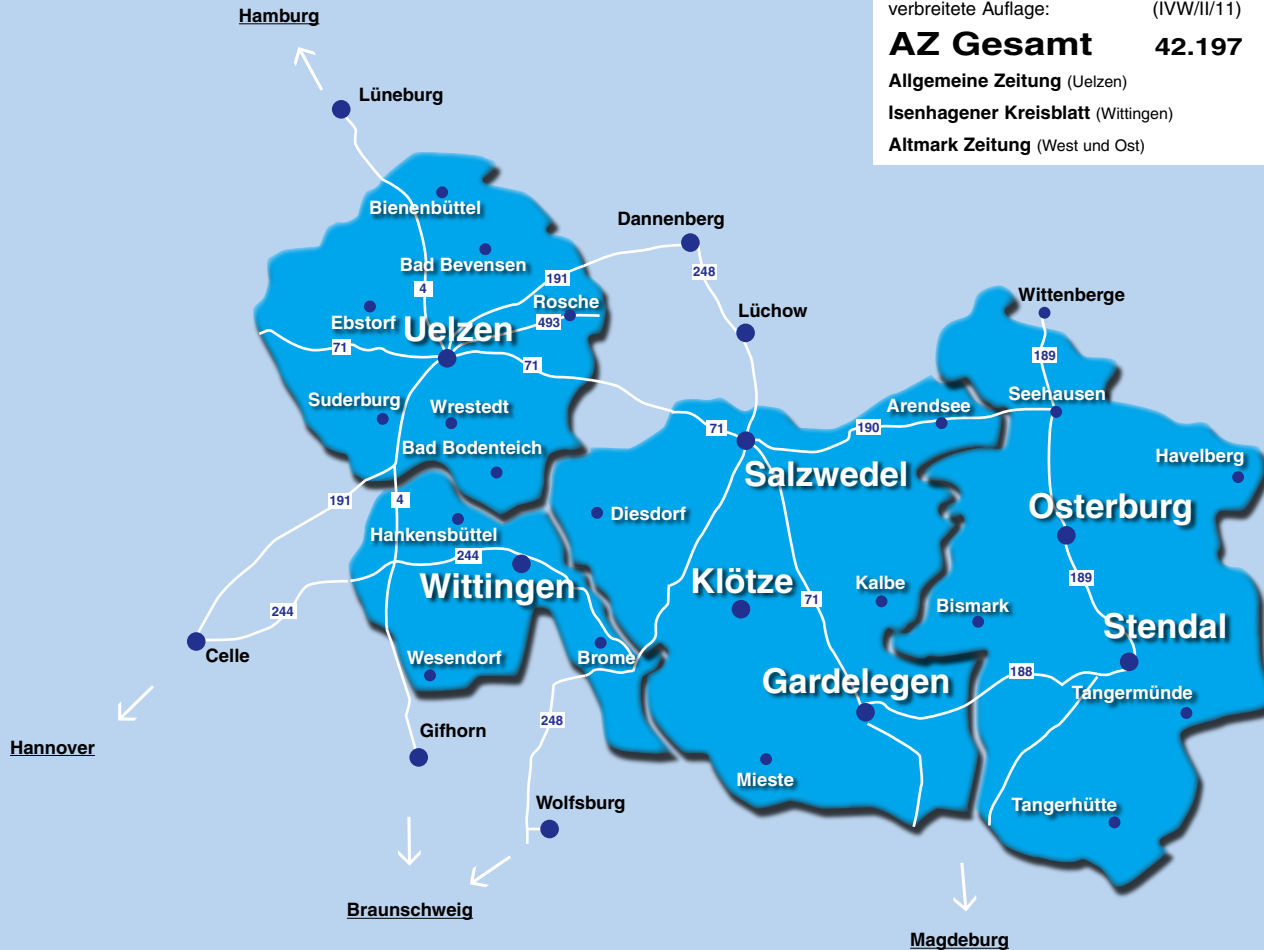 verbreitete Auflage: (IVW/II/11)
AZ Gesamt 42.197
Allgemeine Zeitung (Uelzen)
Isenhagener Kreisblatt (Wittingen)
Altmark Zeitung (West und Ost)
Hamburg
Lüneburg
Bienenbüttel
Dannenberg
Bad Bevensen
191
248
4
Rosche
Wittenberge
Ebstorf
Uelzen
493
Lüchow
71
71
189
Suderburg
Wrestedt
Arendsee
Seehausen
71
190
Bad Bodenteich
Salzwedel
Havelberg
191
4
Diesdorf
Osterburg
Hankensbüttel
244
Wittingen
Klötze
Kalbe
189
244
71
Bismark
Stendal
Celle
Wesendorf
Brome
Gardelegen
188
Tangermünde
Hannover
Gifhorn
248
Mieste
Wolfsburg
Tangerhütte
Braunschweig
Magdeburg